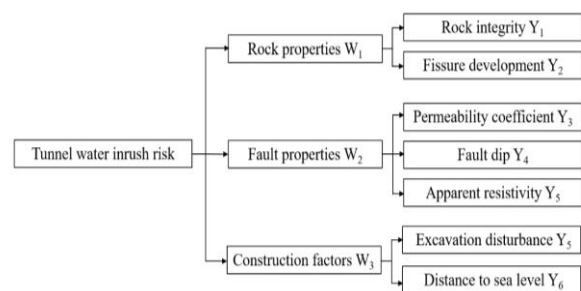 Rock integrity Y₁
Rock properties W₁
Fissure development Y₂
Permeability coefficient Y₃
Tunnel water inrush risk
Fault properties W₂
Fault dip Y₄
Apparent resistivity Y₅
Excavation disturbance Y₅
Construction factors W₃
Distance to sea level Y₆